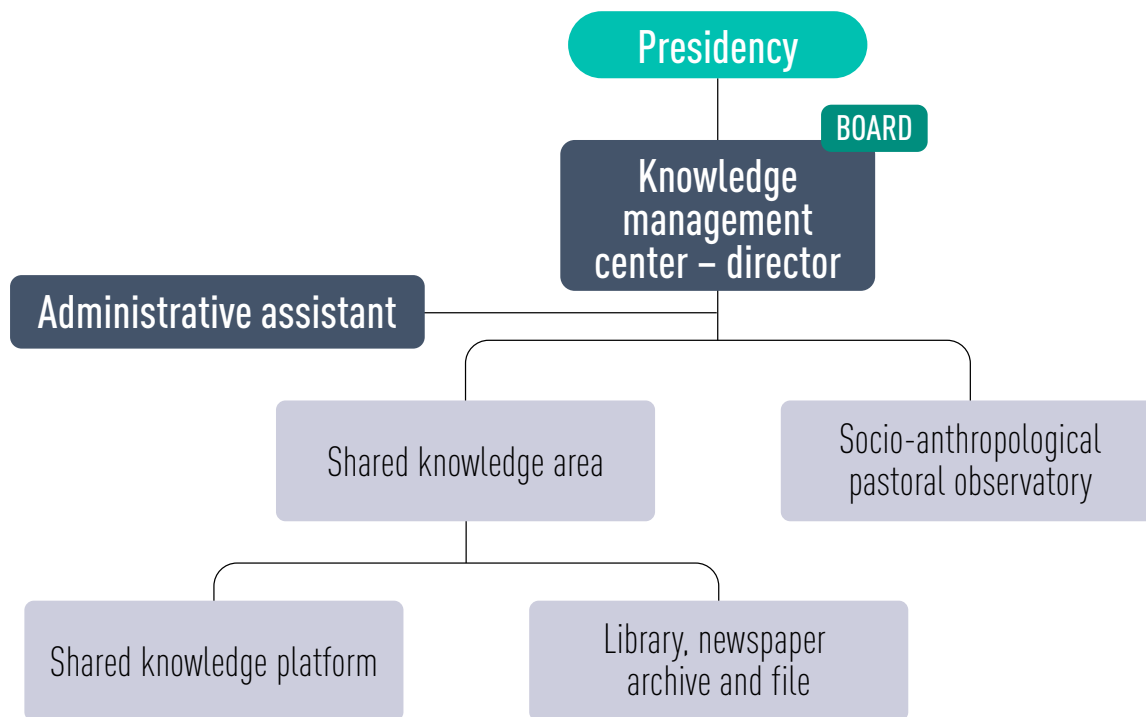 Presidency
BOARD
Knowledge
management
center – director
Administrative assistant
Shared knowledge area
Socio-anthropological
pastoral observatory
Shared knowledge platform
Library, newspaper
archive and file